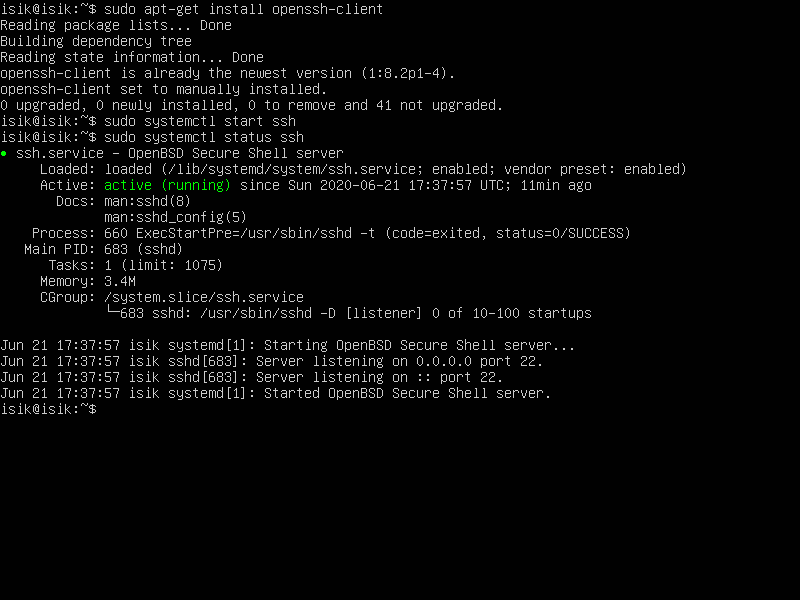 isik@isik:~$ sudo apt-get install openssh-client
Reading package lists... Done
Building dependency tree
Reading state information... Done
openssh-client is already the newest version (1:8.2p1-4).
openssh-client set to manually installed.
0 upgraded, 0 newly installed, 0 to remove and 41 not upgraded.
isik@isik:~$ sudo systemctl start ssh
isik@isik:~$ sudo systemctl status ssh
● ssh.service - OpenBSD Secure Shell server
     Loaded: loaded (/lib/systemd/system/ssh.service; enabled; vendor preset: enabled)
     Active: active (running) since Sun 2020-06-21 17:37:57 UTC; 11min ago
       Docs: man:sshd(8)
             man:sshd_config(5)
    Process: 660 ExecStartPre=/usr/sbin/sshd -t (code=exited, status=0/SUCCESS)
   Main PID: 683 (sshd)
      Tasks: 1 (limit: 1075)
     Memory: 3.4M
     CGroup: /system.slice/ssh.service
             └─683 sshd: /usr/sbin/sshd -D [listener] 0 of 10-100 startups
Jun 21 17:37:57 isik systemd[1]: Starting OpenBSD Secure Shell server...
Jun 21 17:37:57 isik sshd[683]: Server listening on 0.0.0.0 port 22.
Jun 21 17:37:57 isik sshd[683]: Server listening on :: port 22.
Jun 21 17:37:57 isik systemd[1]: Started OpenBSD Secure Shell server.
isik@isik:~$